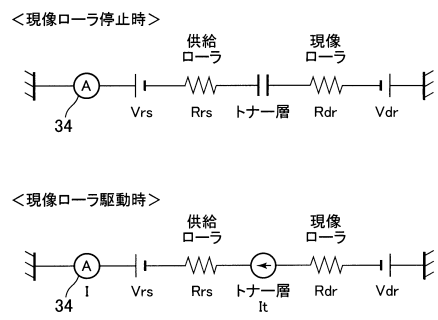 ＜現像ローラ停止時＞
供給 現像
ローラ ローラ
A
Vrs Rrs トナー層 Rdr Vdr
34
＜現像ローラ駆動時＞
供給 現像
ローラ ローラ
A
I Vrs Rrs トナー層 Rdr Vdr
34 It